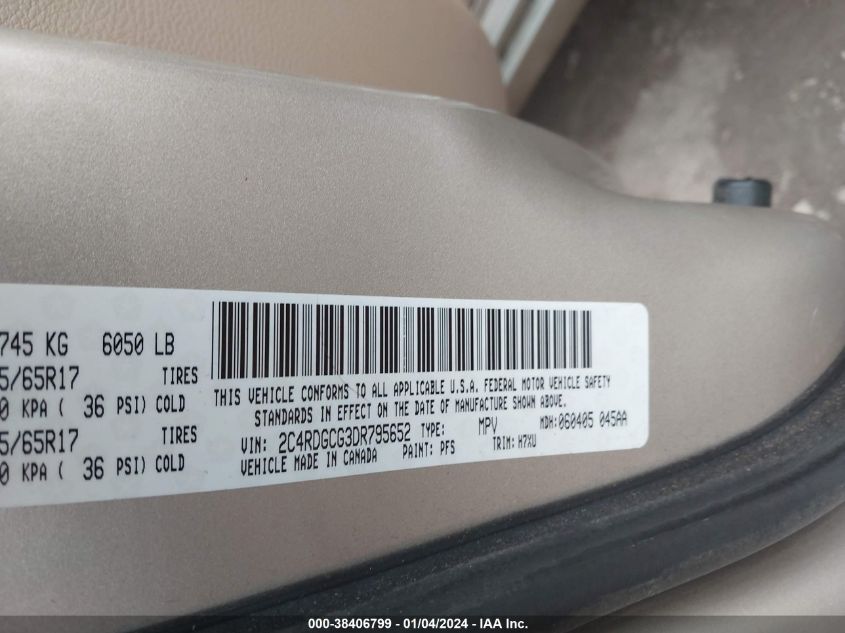 745 KG 6050 LB
5/65R17 TIRES
0 KPA ( 36 PSI) COLD
5/65R17 TIRES
0 KPA ( 36 PSI) COLD
THIS VEHICLE CONFORMS TO ALL APPLICABLE U.S.A. FEDERAL MOTOR VEHICLE SAFETY
STANDARDS IN EFFECT ON THE DATE OF MANUFACTURE SHOWN ABOVE.
VIN: 2C4RDGCG3DR795652 TYPE: MPV MDH:060405 045AA
VEHICLE MADE IN CANADA PAINT: PFS TRIM: H7XU
000-38406799 - 01/04/2024 - IAA Inc.